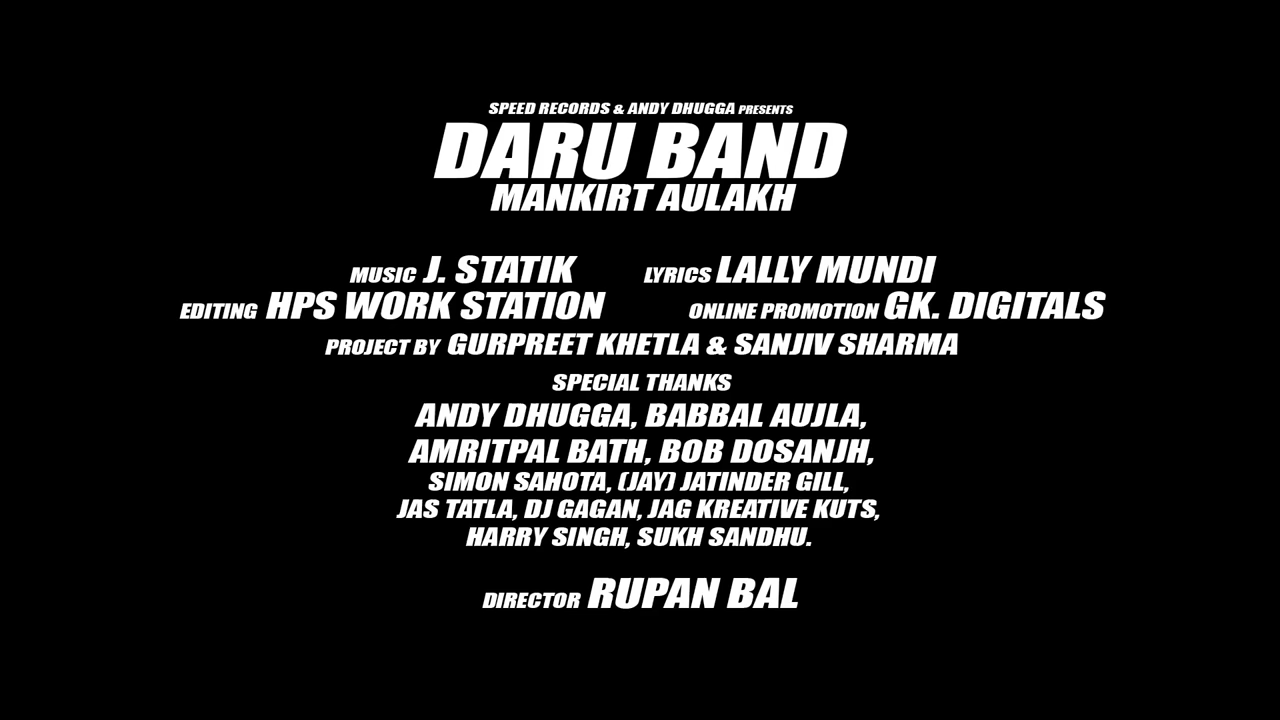 SPEED RECORDS & ANDY DHUGGA PRESENTS
DARU BAND
MANKIRT AULAKH
MUSIC J. STATIK LYRICS LALLY MUNDI
EDITING HPS WORK STATION ONLINE PROMOTION GK. DIGITALS
PROJECT BY GURPREET KHETLA & SANJIV SHARMA
SPECIAL THANKS
ANDY DHUGGA, BABBAL AUJLA,
AMRITPAL BATH, BOB DOSANJH,
SIMON SAHOTA, (JAY) JATINDER GILL,
JAS TATLA, DJ GAGAN, JAG KREATIVE KUTS,
HARRY SINGH, SUKH SANDHU.
DIRECTOR RUPAN BAL